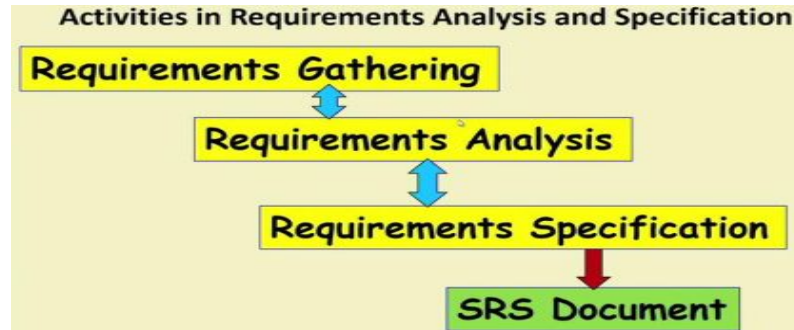 Activities in Requirements Analysis and Specification
Requirements Gathering
Requirements Analysis
Requirements Specification
SRS Document